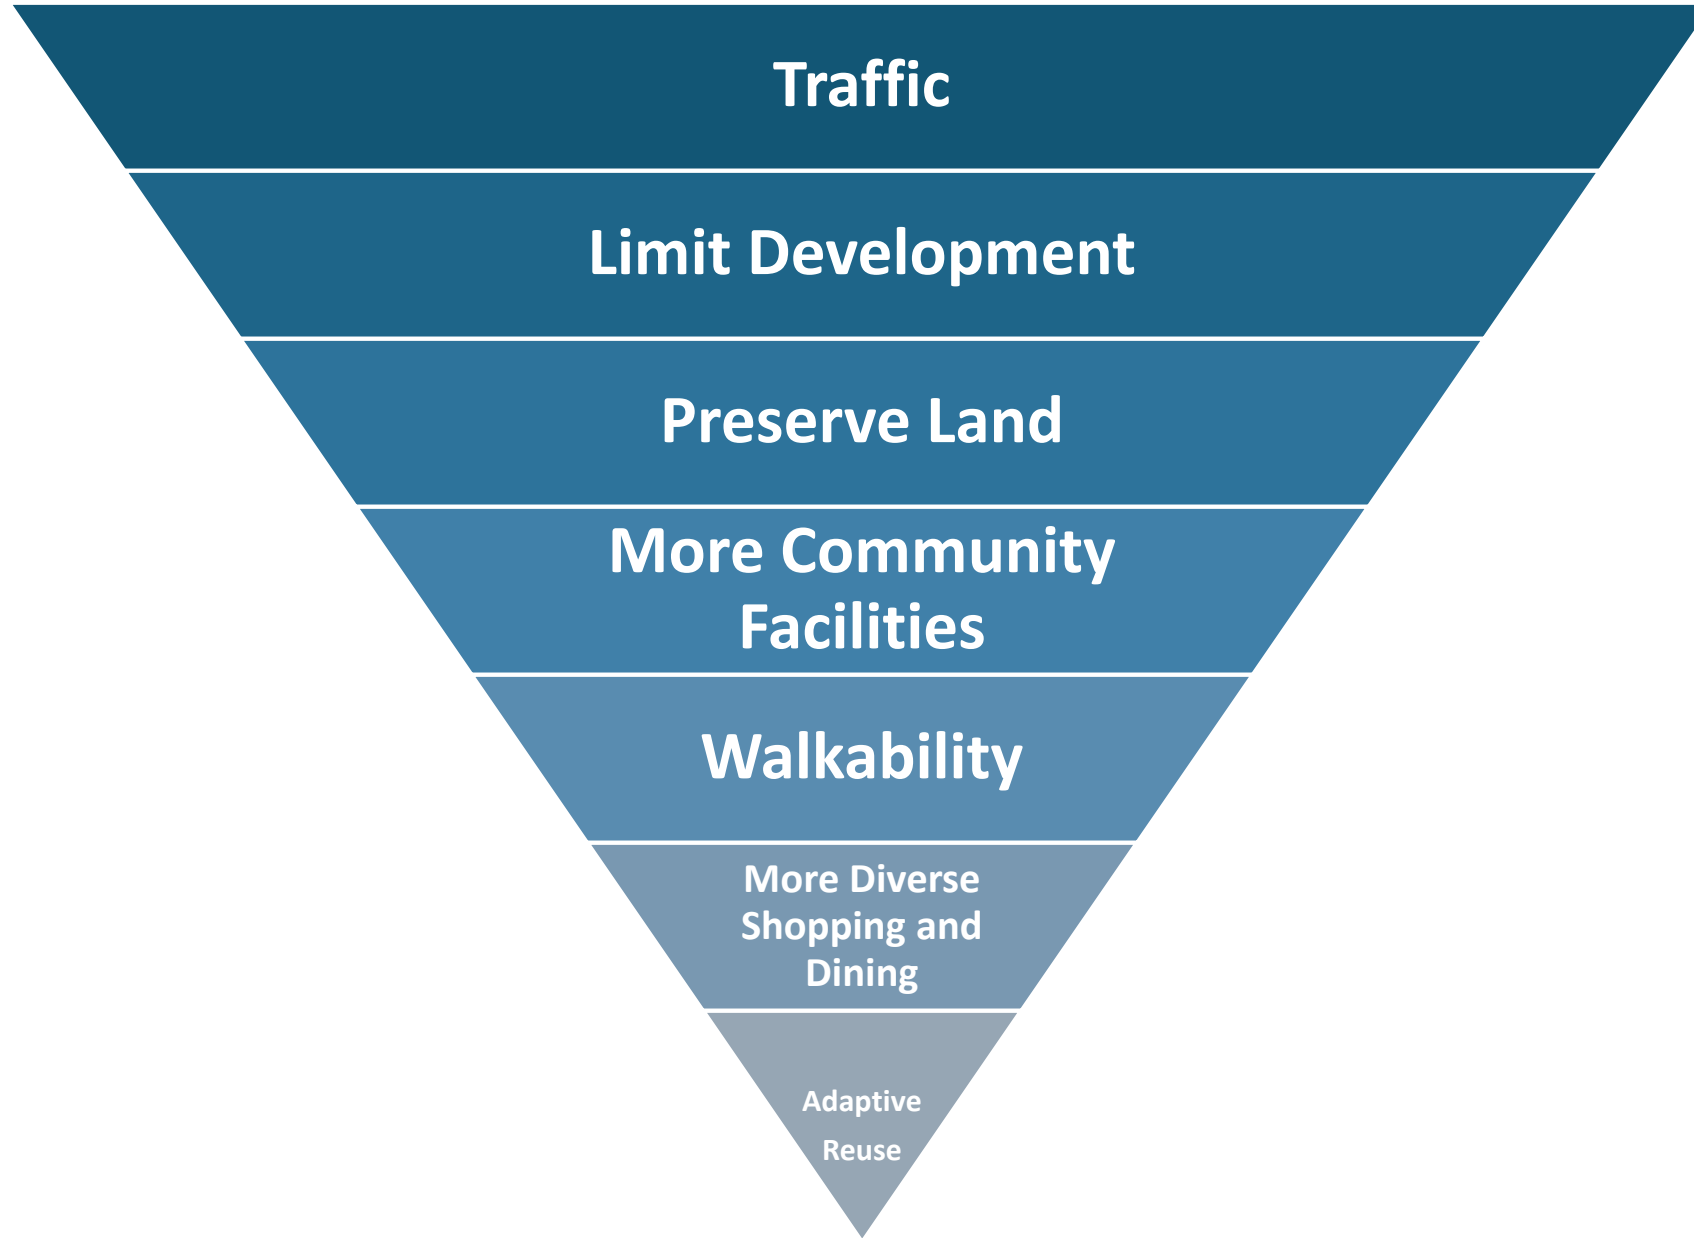 Traffic
Limit Development
Preserve Land
More Community
Facilities
Walkability
More Diverse
Shopping and
Dining
Adaptive
Reuse